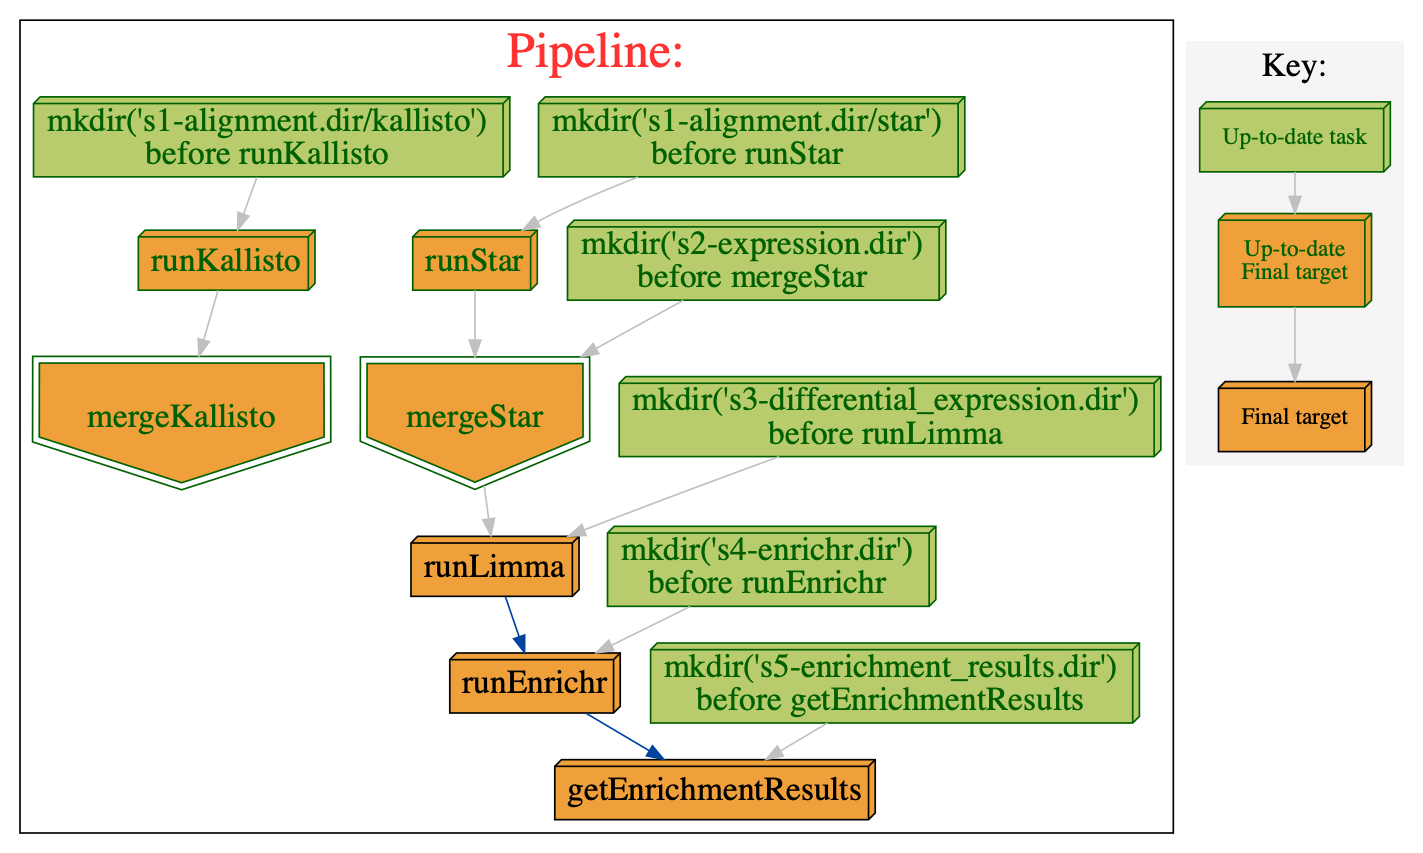 Pipeline:
mkdir('s1-alignment.dir/kallisto')
before runKallisto
mkdir('s1-alignment.dir/star')
before runStar
runKallisto
runStar
mkdir('s2-expression.dir')
before mergeStar
mergeKallisto
mergeStar
mkdir('s3-differential_expression.dir')
before runLimma
runLimma
mkdir('s4-enrichr.dir')
before runEnrichr
runEnrichr
mkdir('s5-enrichment_results.dir')
before getEnrichmentResults
getEnrichmentResults
Key:
Up-to-date task
Up-to-date
Final target
Final target